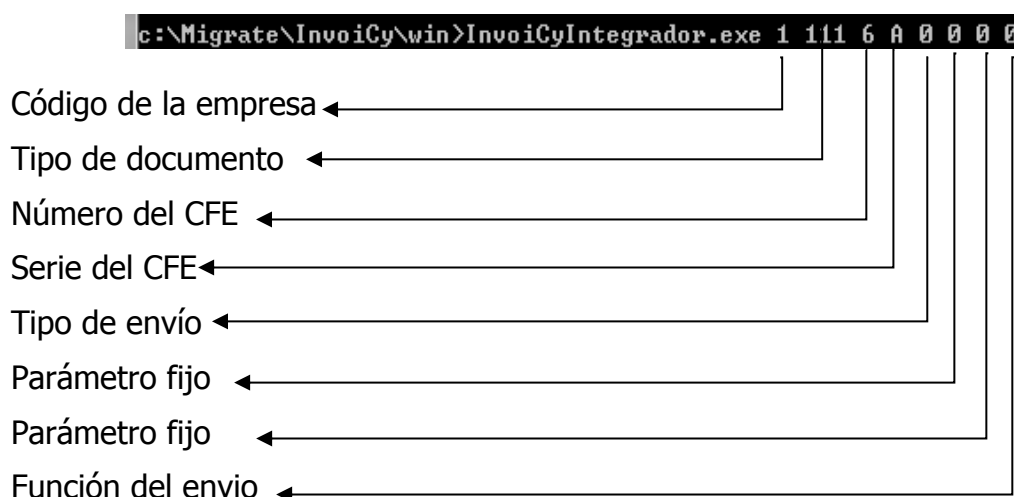 c:\Migrate\InvoiCy\win>InvoiCyIntegrador.exe 1 111 6 A 0 0 0 0
Código de la empresa
Tipo de documento
Número del CFE
Serie del CFE
Tipo de envío
Parámetro fijo
Parámetro fijo
Función del envio